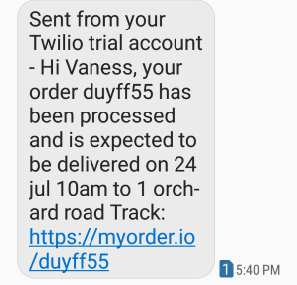 Sent from your
Twilio trial account
- Hi Vaness, your
order duyff55 has
been processed
and is expected to
be delivered on 24
jul 10am to 1 orch-
ard road Track:
https://myorder.io
/duyff55
1 5:40 PM